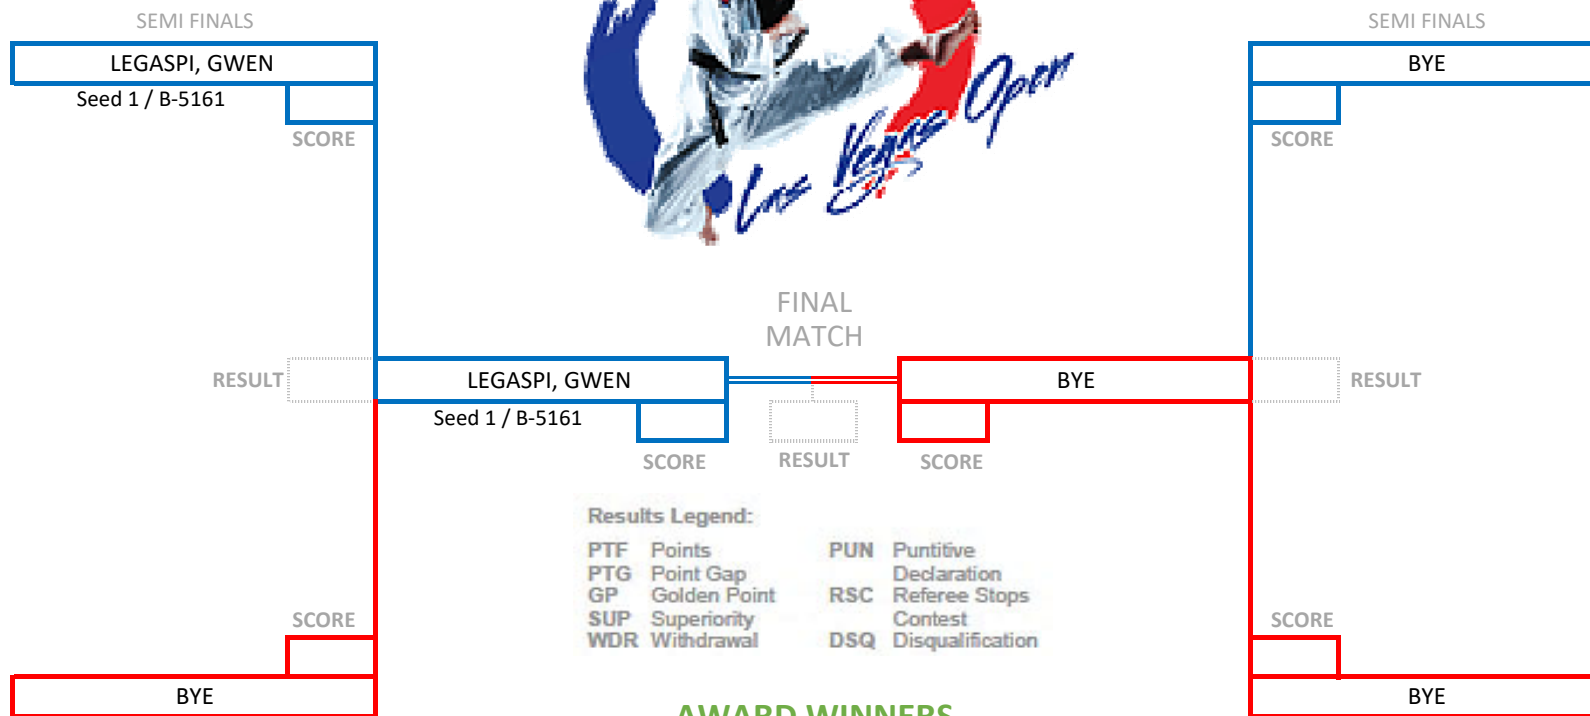 SEMI FINALS
SEMI FINALS
LEGASPI, GWEN
BYE
Seed 1 / B-5161
SCORE
SCORE
Las Vegas Open
FINAL
MATCH
RESULT
LEGASPI, GWEN
BYE
RESULT
Seed 1 / B-5161
SCORE
RESULT
SCORE
Results Legend:
PTF Points
PTG Point Gap
GP Golden Point
SUP Superiority
WDR Withdrawal
PUN Puntitive
Declaration
RSC Referee Stops
Contest
DSQ Disqualification
SCORE
SCORE
BYE
BYE
AWARD WINNERS